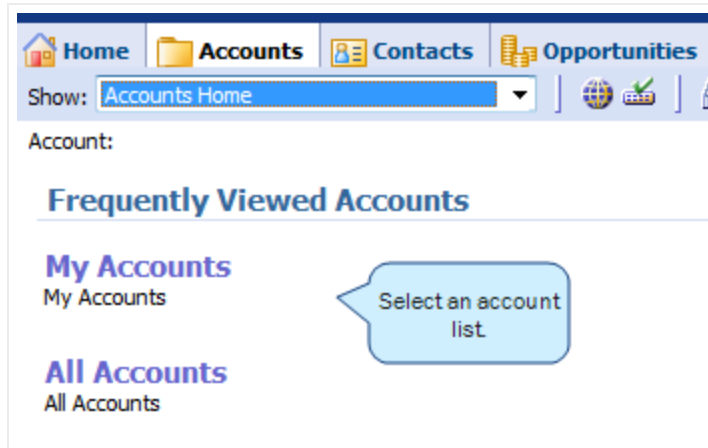 Home Accounts Contacts Opportunities
Show: Accounts Home
Account:
Frequently Viewed Accounts
My Accounts
My Accounts
Select an account
list.
All Accounts
All Accounts